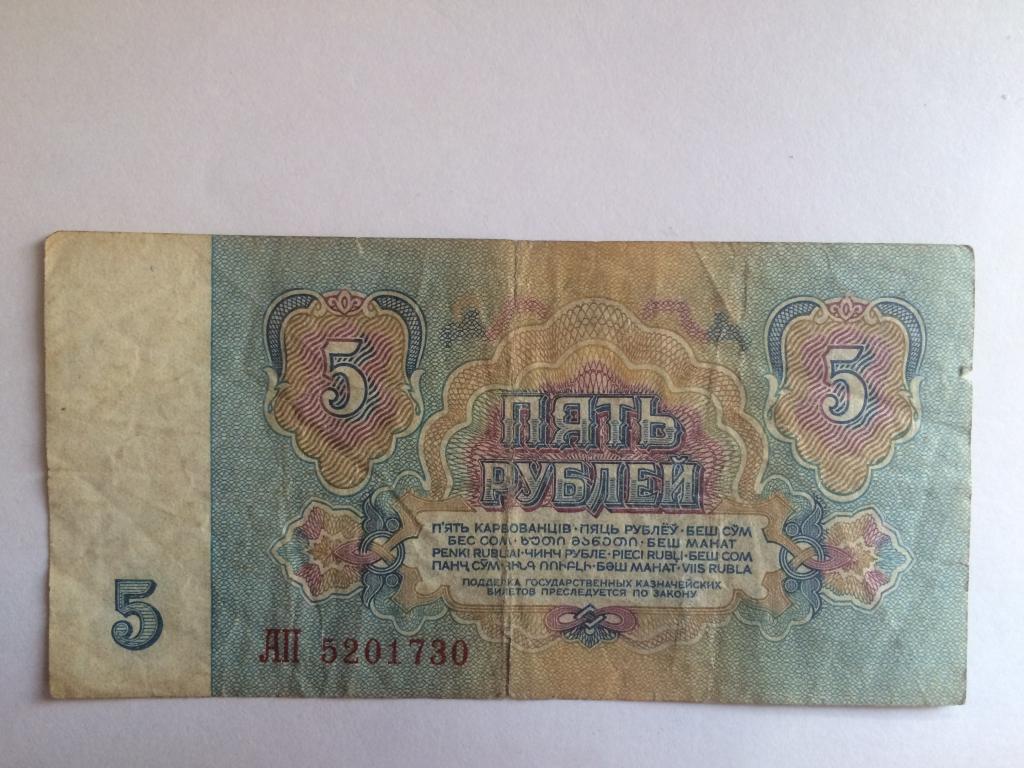 5
5
ПЯТЬ
РУБЛЕЙ
П'ЯТЬ КАРБОВАНЦІВ · ПЯЦЬ РУБЛЁЎ · БЕШ СЎМ
БЕС СОМ · ᲮᲣᲗᲘ ᲛᲐᲜᲔᲗᲘ · БЕШ МАНАТ
PENKI RUBLIAI · ЧИНЧ РУБЛЕ · PIECI RUBĻI · БЕШ СОМ
ПАНҶ СӮМ · ՀԻՆԳ ՌՈՒԲԼԻ · БӘШ МАНАТ · VIIS RUBLA
ПОДДЕЛКА ГОСУДАРСТВЕННЫХ КАЗНАЧЕЙСКИХ
БИЛЕТОВ ПРЕСЛЕДУЕТСЯ ПО ЗАКОНУ
5
АП 5201730